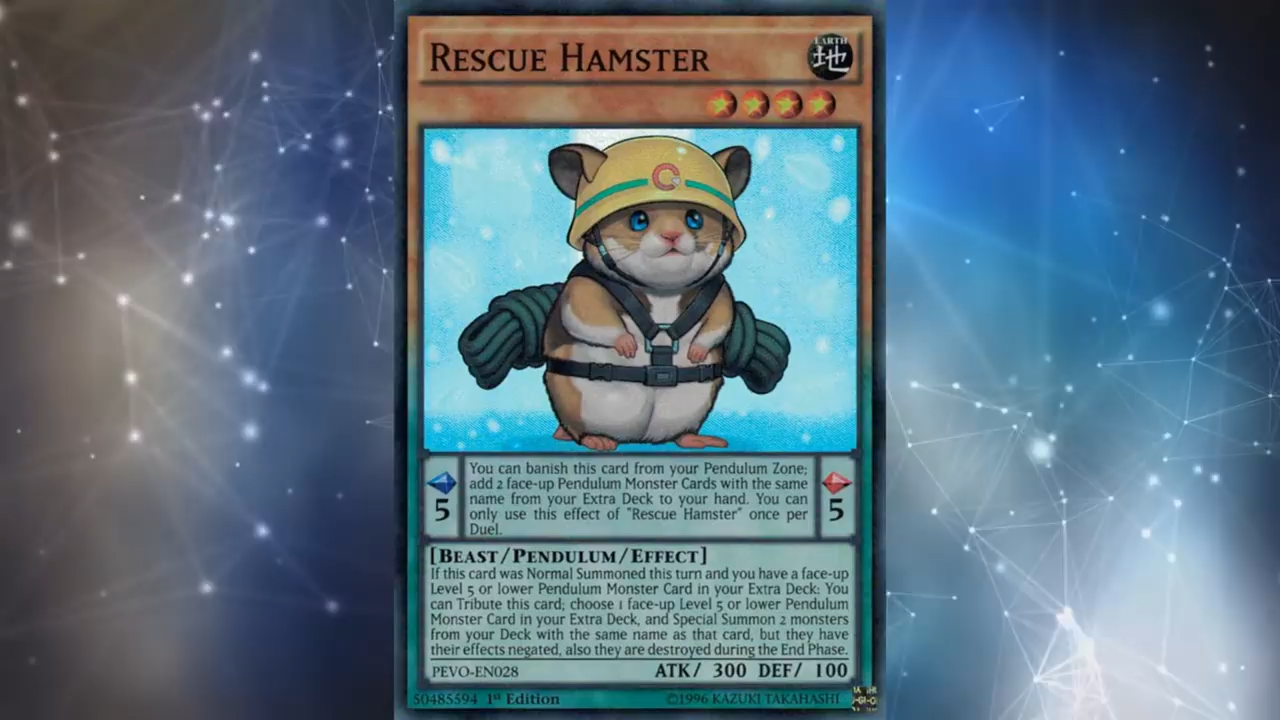 RESCUE HAMSTER
EARTH
地
C
You can banish this card from your Pendulum Zone;
add 2 face-up Pendulum Monster Cards with the same
name from your Extra Deck to your hand. You can
only use this effect of "Rescue Hamster" once per
Duel.
5
5
[BEAST/PENDULUM/EFFECT]
If this card was Normal Summoned this turn and you have a face-up
Level 5 or lower Pendulum Monster Card in your Extra Deck: You
can Tribute this card; choose 1 face-up Level 5 or lower Pendulum
Monster Card in your Extra Deck, and Special Summon 2 monsters
from your Deck with the same name as that card, but they have
their effects negated, also they are destroyed during the End Phase.
PEVO-EN028 ATK/ 300 DEF/ 100
50485594 1st Edition ©1996 KAZUKI TAKAHASHI